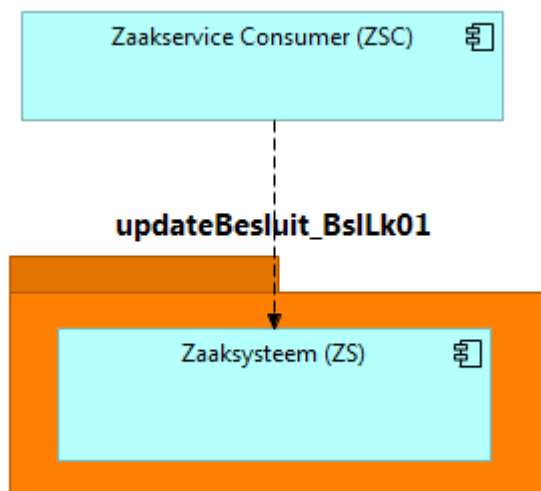 Zaakservice Consumer (ZSC)
updateBesluit_BslLk01
Zaaksysteem (ZS)